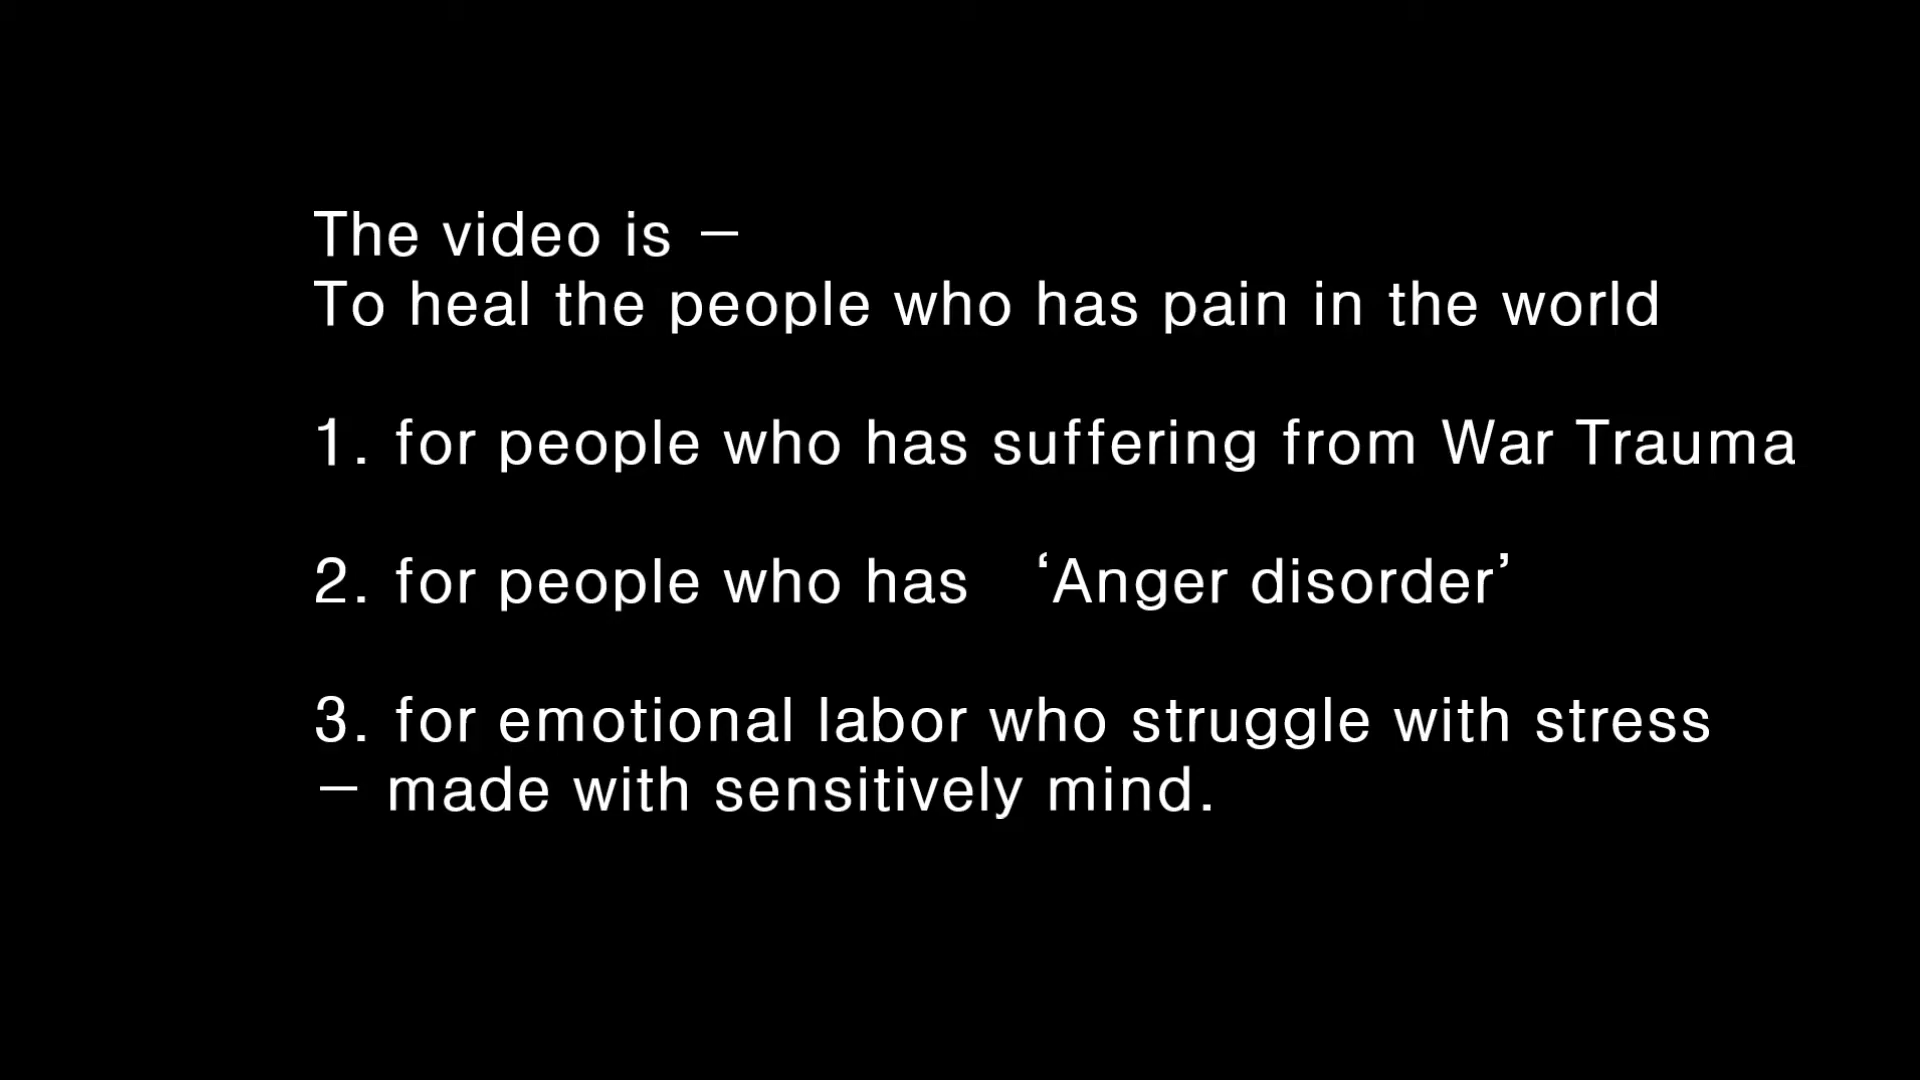 The video is –
To heal the people who has pain in the world
1. for people who has suffering from War Trauma
2. for people who has ‘Anger disorder’
3. for emotional labor who struggle with stress
– made with sensitively mind.